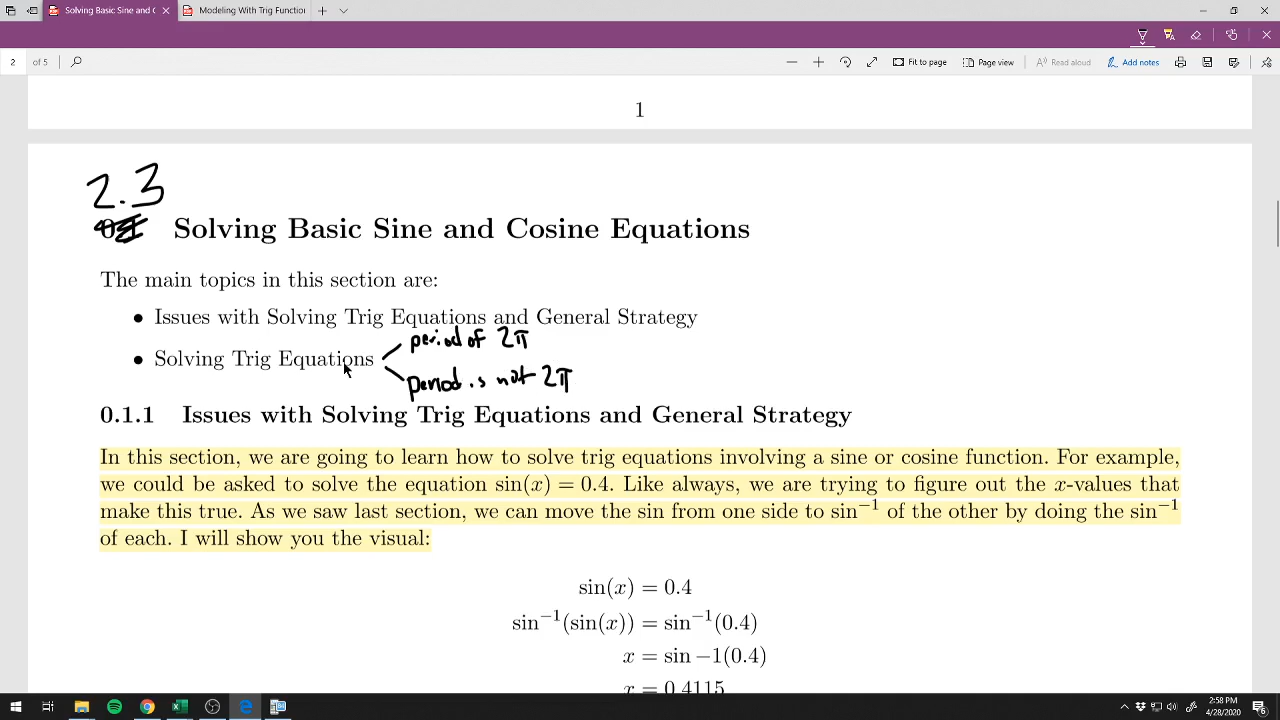 Solving Basic Sine and C
Modeling With Trig Function
2 of 5
Fit to page
Page view
Read aloud
Add notes
1
2.3
Solving Basic Sine and Cosine Equations
The main topics in this section are:
• Issues with Solving Trig Equations and General Strategy
period of 2π
• Solving Trig Equations
period is not 2π
0.1.1 Issues with Solving Trig Equations and General Strategy
In this section, we are going to learn how to solve trig equations involving a sine or cosine function. For example,
we could be asked to solve the equation sin(x) = 0.4. Like always, we are trying to figure out the x-values that
make this true. As we saw last section, we can move the sin from one side to sin⁻¹ of the other by doing the sin⁻¹
of each. I will show you the visual:
sin(x) = 0.4
sin⁻¹(sin(x)) = sin⁻¹(0.4)
x = sin −1(0.4)
x = 0.4115
2:58 PM
4/28/2020